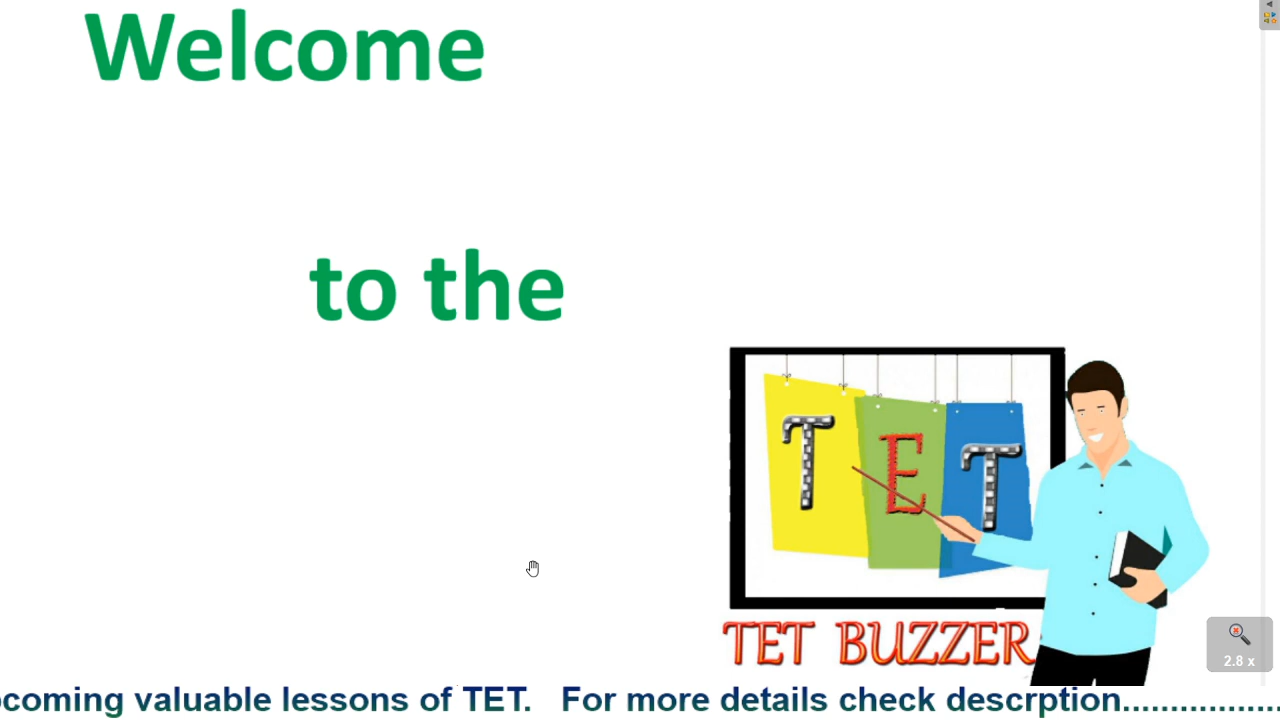 Welcome
to the
T E T
TET BUZZER
2.8 x
coming valuable lessons of TET. For more details check descrption................